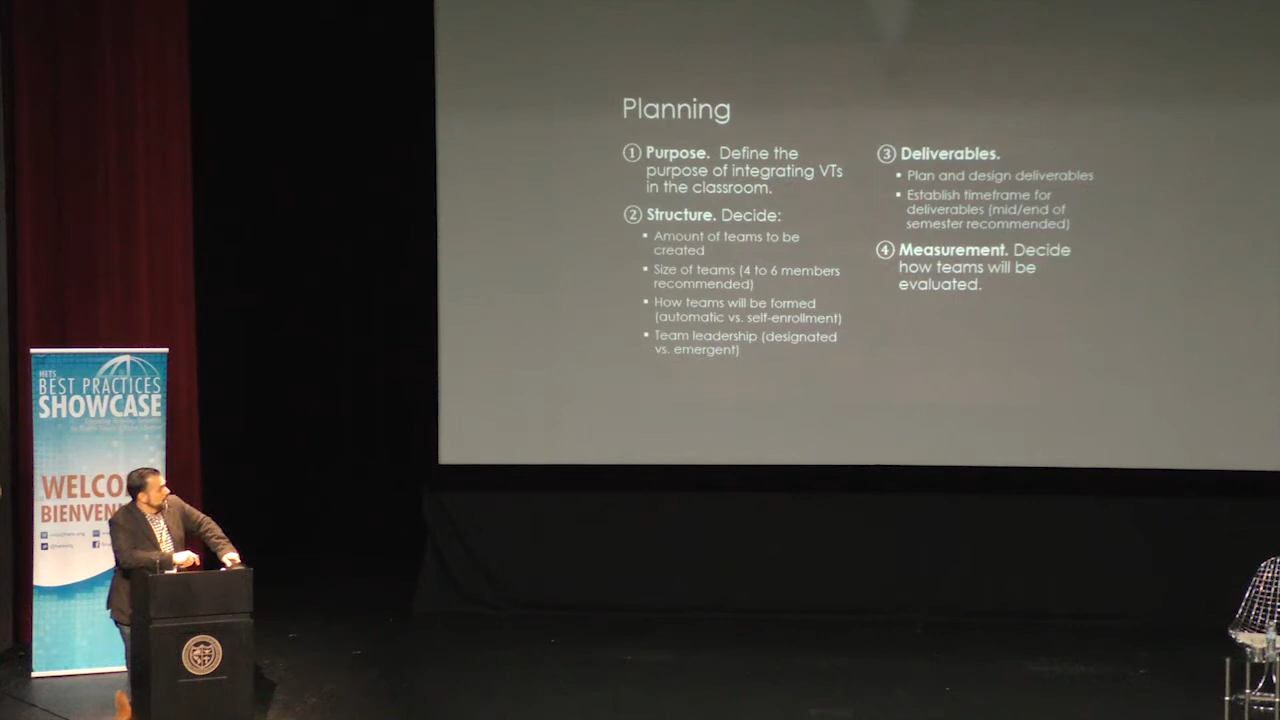 Planning
① Purpose. Define the
purpose of integrating VTs
in the classroom.
② Structure. Decide:
▪ Amount of teams to be
created
▪ Size of teams (4 to 6 members
recommended)
▪ How teams will be formed
(automatic vs. self-enrollment)
▪ Team leadership (designated
vs. emergent)
③ Deliverables.
▪ Plan and design deliverables
▪ Establish timeframe for
deliverables (mid/end of
semester recommended)
④ Measurement. Decide
how teams will be
evaluated.
HETS
BEST PRACTICES
SHOWCASE
WELCO
BIENVENI